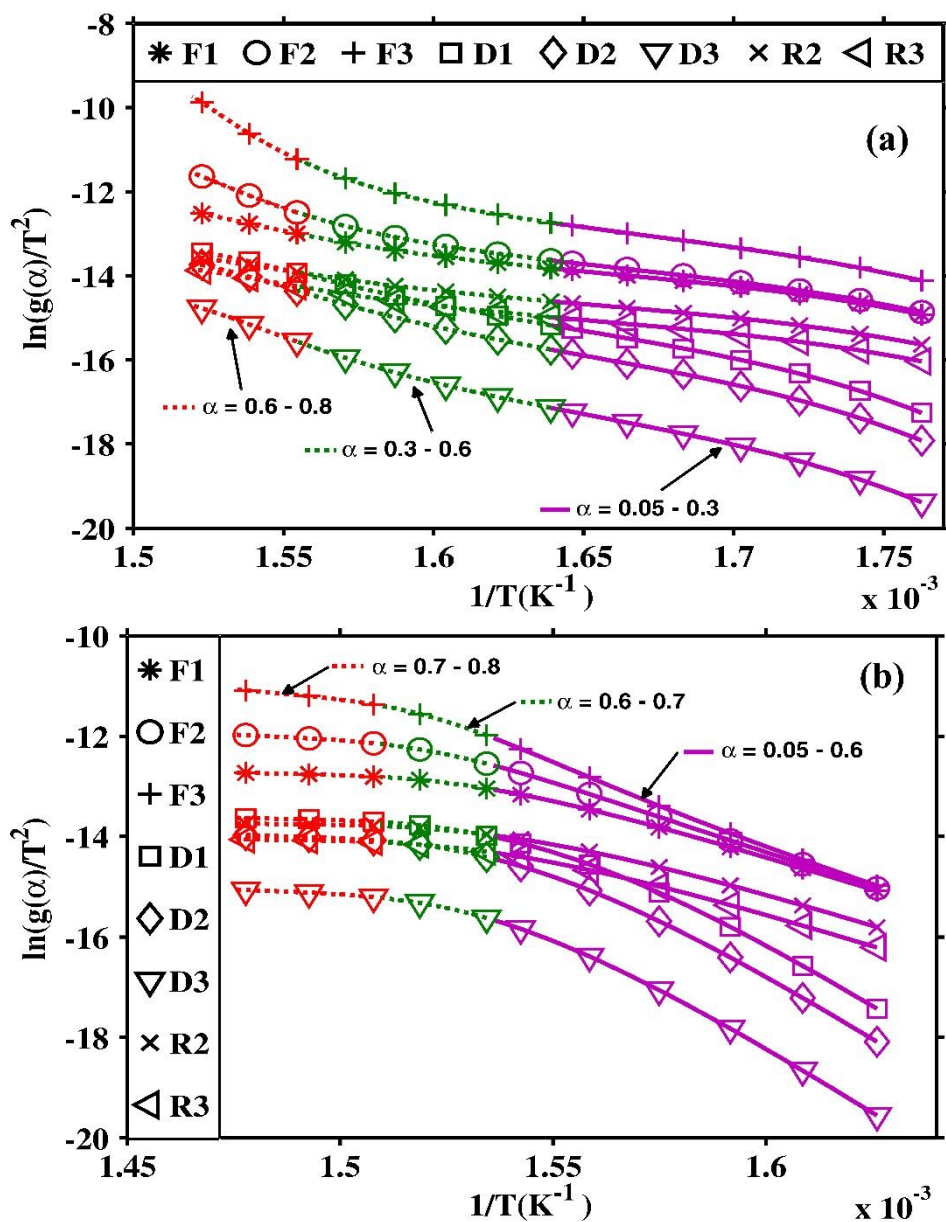 F1 F2 F3 D1 D2 D3 R2 R3
(a)
-8
-10
-12
-14
-16
-18
-20
ln(g(α)/T²)
α = 0.6 - 0.8
α = 0.3 - 0.6
α = 0.05 - 0.3
1.5 1.55 1.6 1.65 1.7 1.75
1/T(K⁻¹)
x 10⁻³
-10
-12
-14
-16
-18
-20
ln(g(α)/T²)
F1
F2
F3
D1
D2
D3
R2
R3
(b)
α = 0.7 - 0.8
α = 0.6 - 0.7
α = 0.05 - 0.6
1.45 1.5 1.55 1.6
1/T(K⁻¹)
x 10⁻³